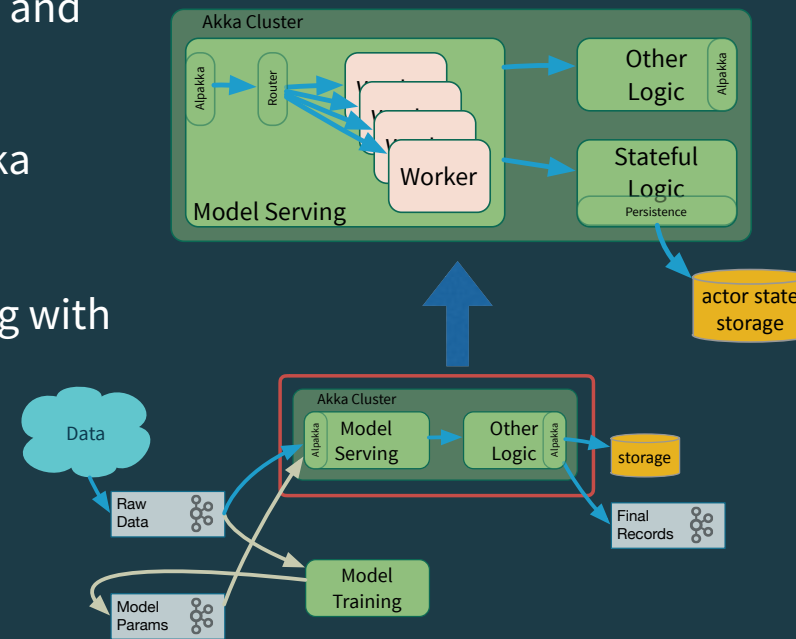 and
ka
g with
Akka Cluster
Alpakka
Router
Worker
Model Serving
Other
Logic
Alpakka
Stateful
Logic
Persistence
actor state
storage
Data
Raw
Data
Akka Cluster
Alpakka
Model
Serving
Other
Logic
Alpakka
storage
Final
Records
Model
Training
Model
Params